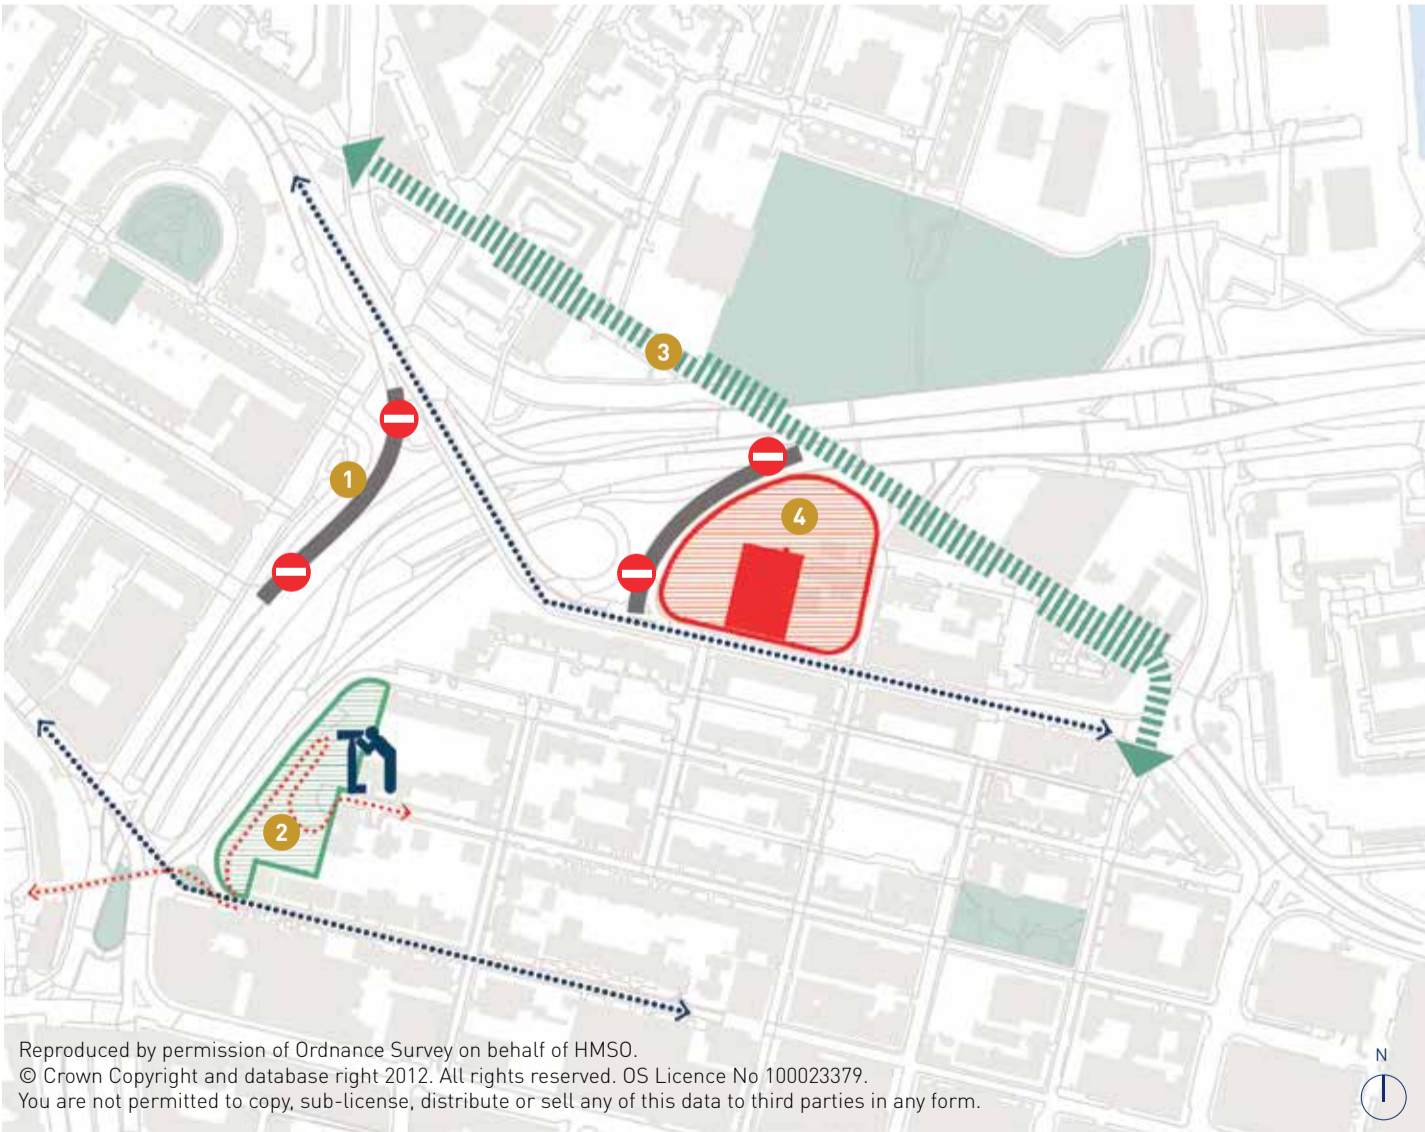 3
1
4
2
Reproduced by permission of Ordnance Survey on behalf of HMSO.
© Crown Copyright and database right 2012. All rights reserved. OS Licence No 100023379.
You are not permitted to copy, sub-license, distribute or sell any of this data to third parties in any form.
N